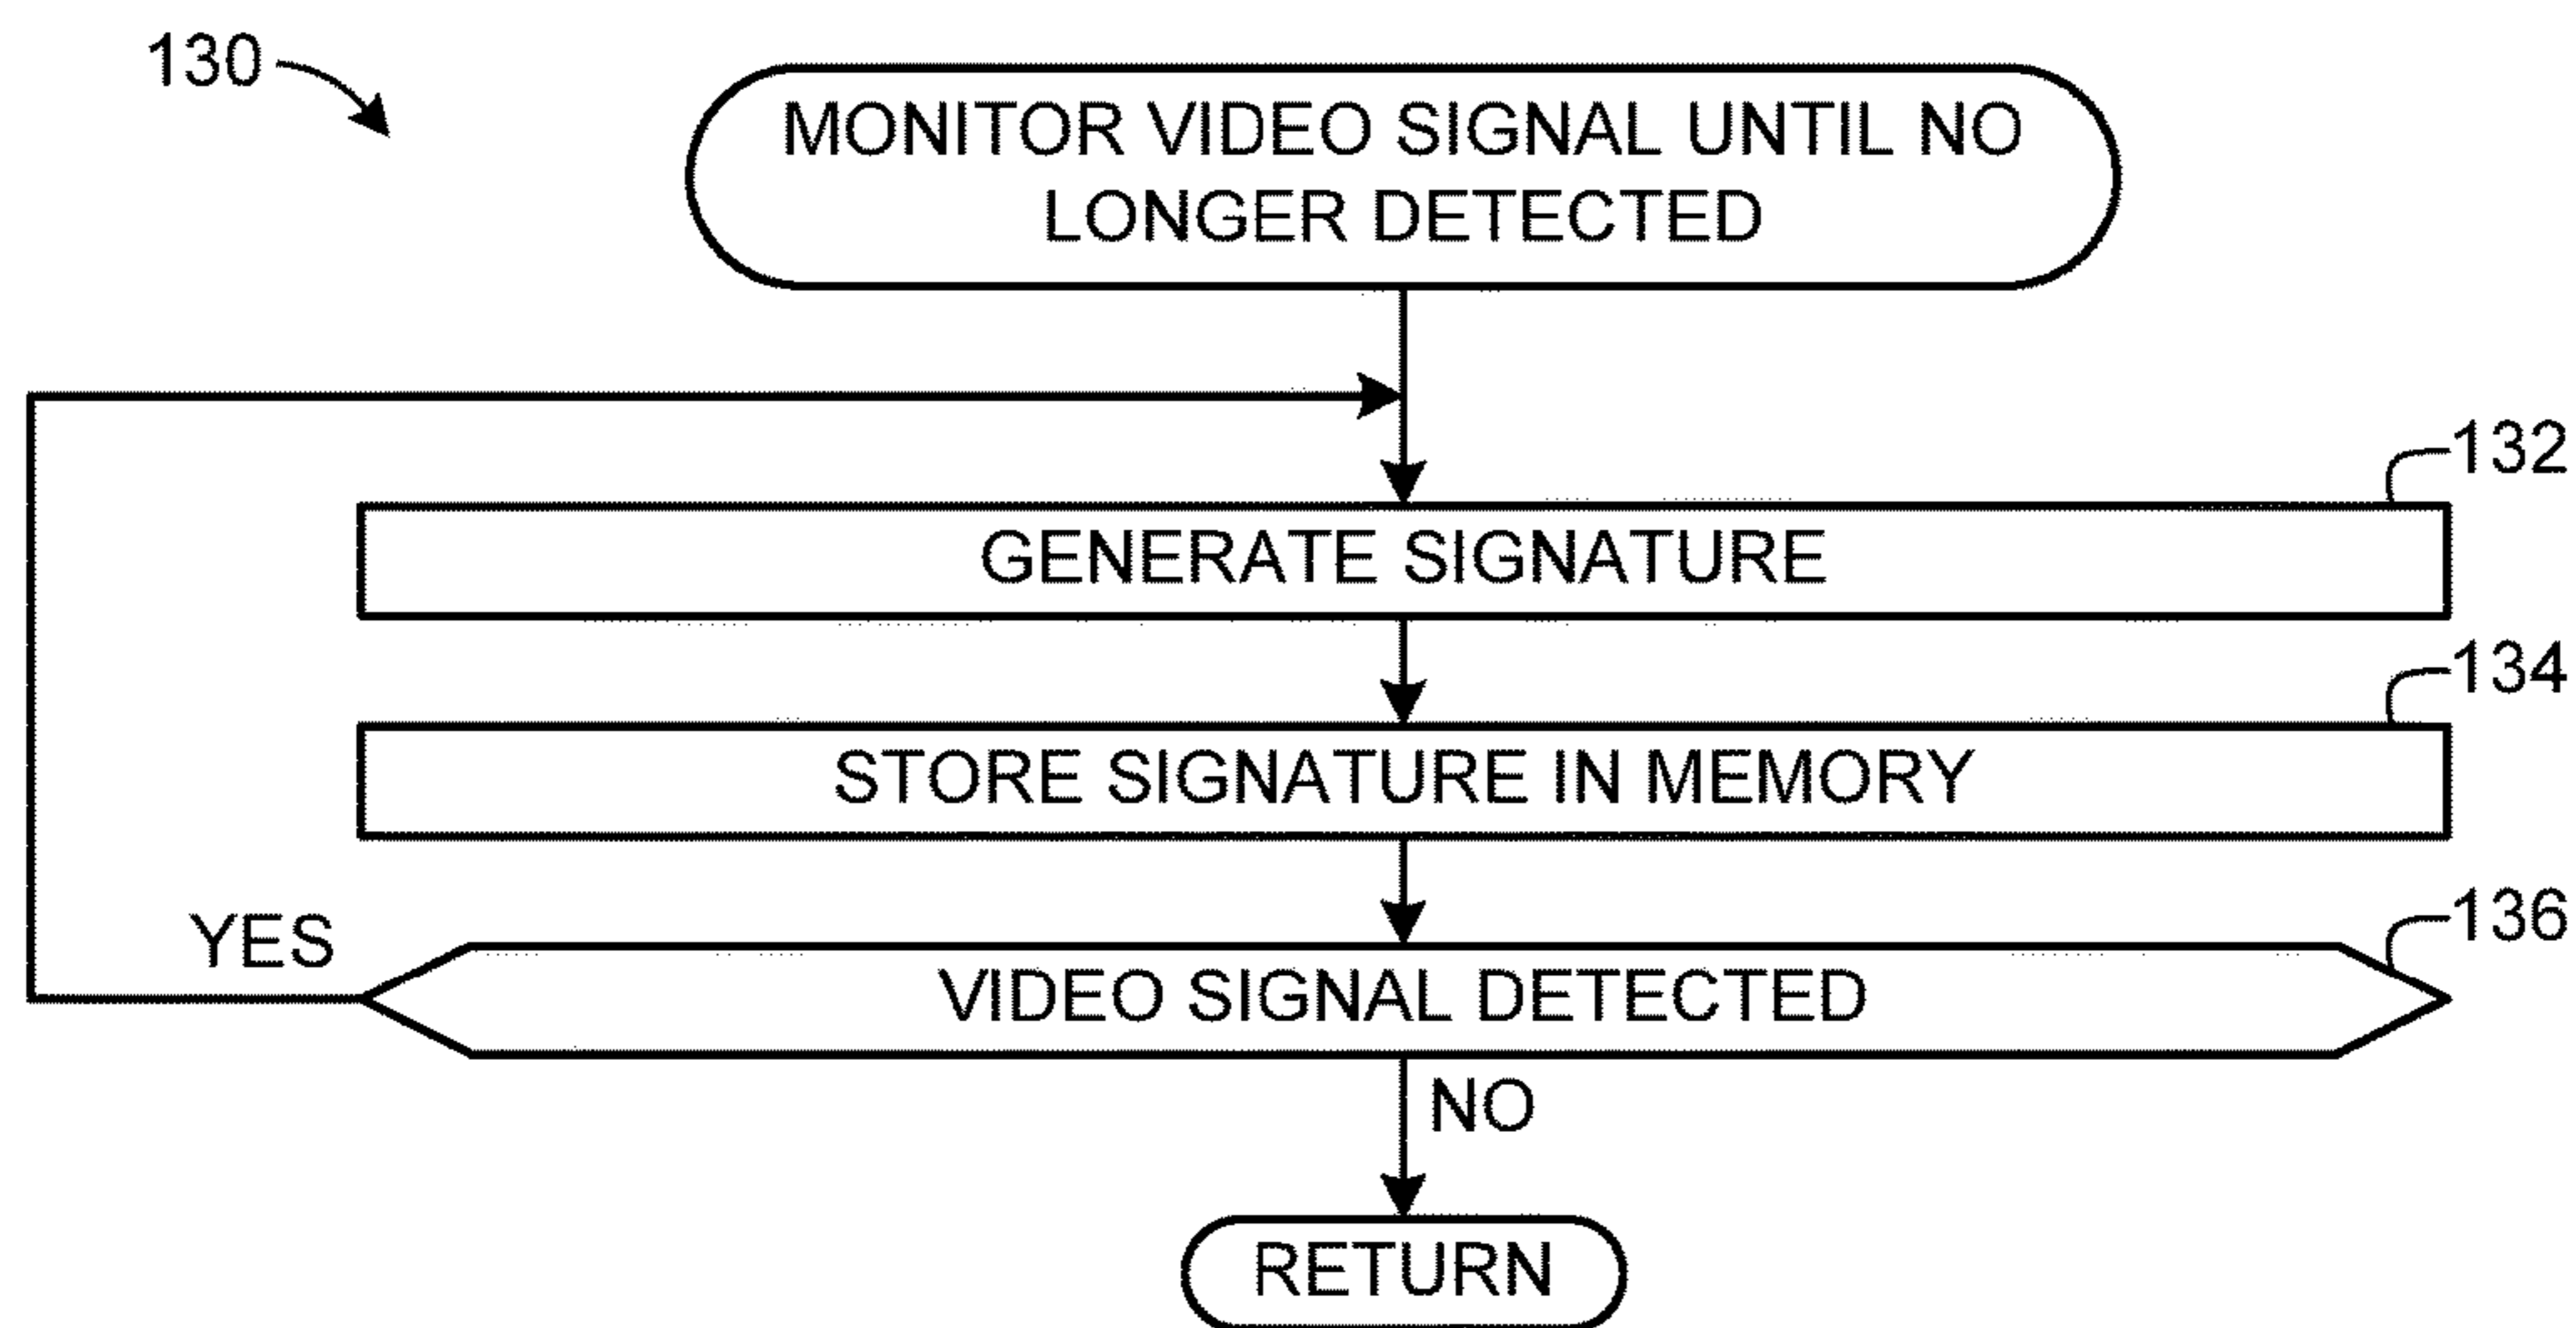 130
MONITOR VIDEO SIGNAL UNTIL NO
LONGER DETECTED
132
GENERATE SIGNATURE
134
STORE SIGNATURE IN MEMORY
136
YES
VIDEO SIGNAL DETECTED
NO
RETURN